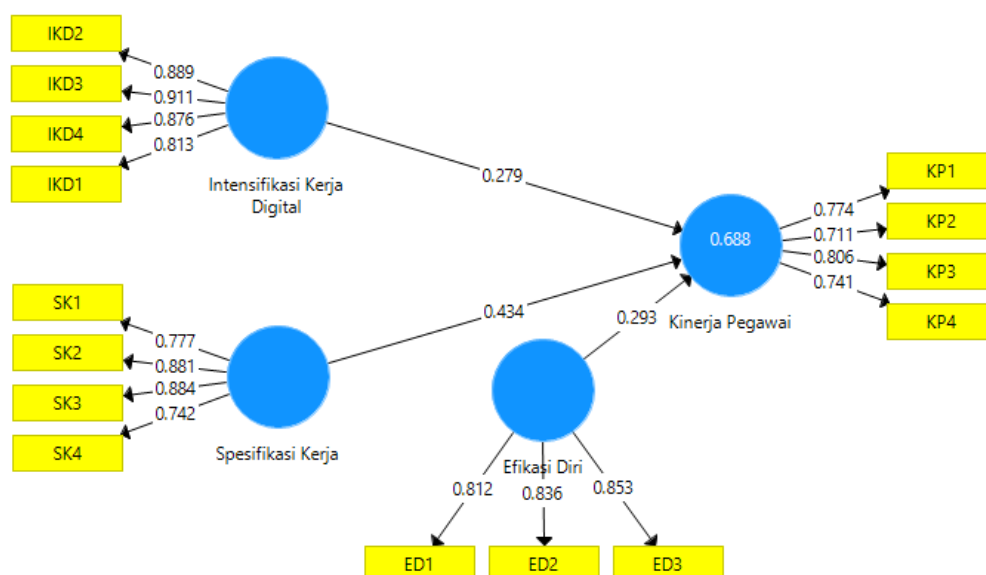 IKD2
IKD3
IKD4
IKD1
0.889
0.911
0.876
0.813
Intensifikasi Kerja
Digital
0.279
SK1
SK2
SK3
SK4
0.777
0.881
0.884
0.742
Spesifikasi Kerja
0.434
0.293
Efikasi Diri
0.812
0.836
0.853
ED1
ED2
ED3
0.688
Kinerja Pegawai
0.774
0.711
0.806
0.741
KP1
KP2
KP3
KP4